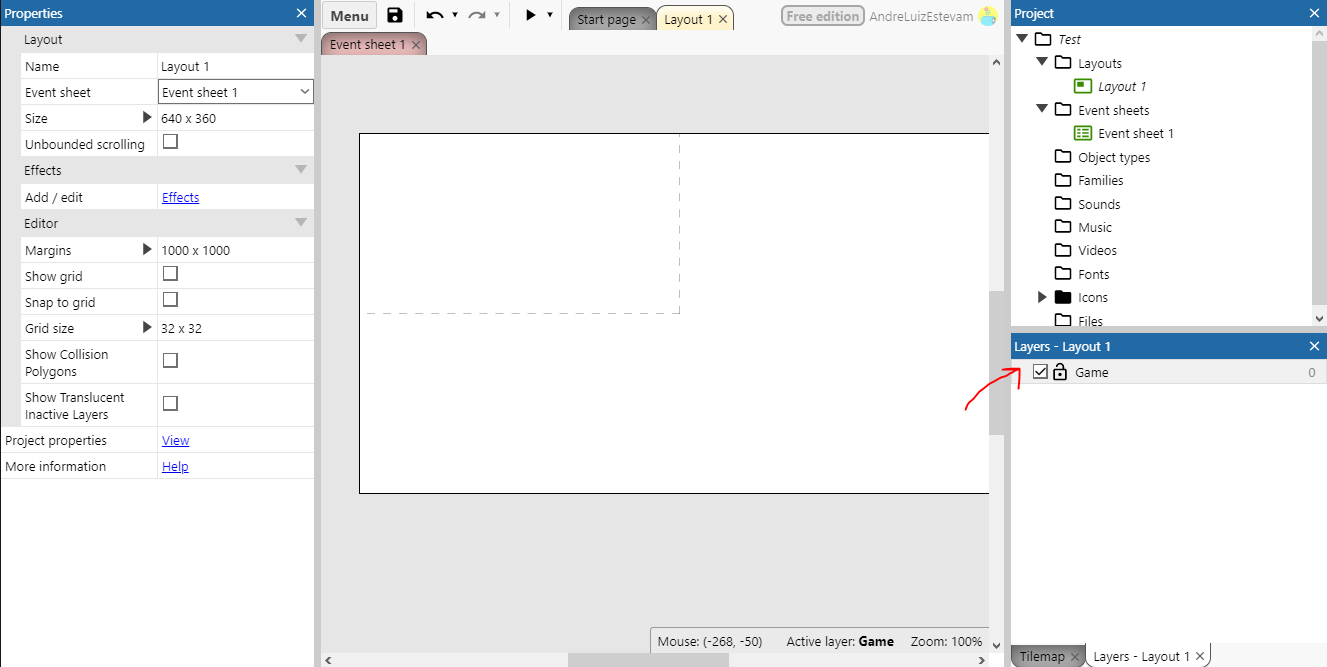 Properties
Layout
Name Layout 1
Event sheet Event sheet 1
Size 640 x 360
Unbounded scrolling
Effects
Add / edit Effects
Editor
Margins 1000 x 1000
Show grid
Snap to grid
Grid size 32 x 32
Show Collision
Polygons
Show Translucent
Inactive Layers
Project properties View
More information Help
Menu Start page Layout 1 Free edition AndreLuizEstevam
Event sheet 1
Mouse: (-268, -50) Active layer: Game Zoom: 100%
Project
Test
Layouts
Layout 1
Event sheets
Event sheet 1
Object types
Families
Sounds
Music
Videos
Fonts
Icons
Files
Layers - Layout 1
Game 0
Tilemap Layers - Layout 1